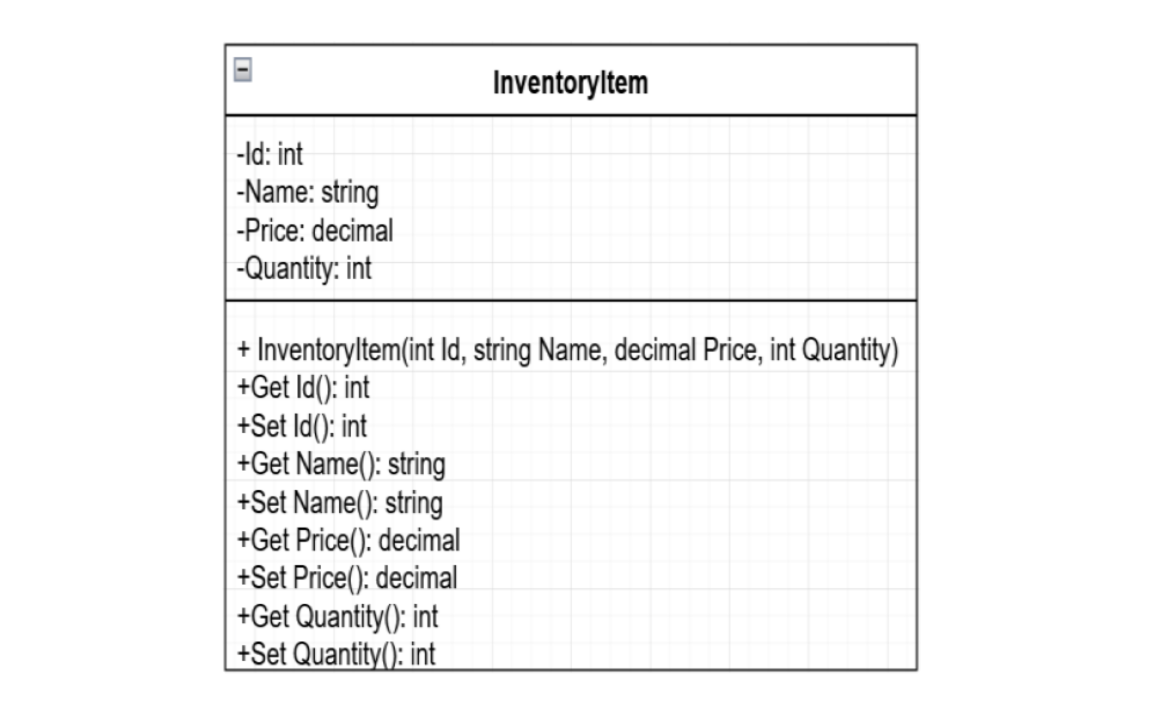 InventoryItem
-Id: int
-Name: string
-Price: decimal
-Quantity: int
+ InventoryItem(int Id, string Name, decimal Price, int Quantity)
+Get Id(): int
+Set Id(): int
+Get Name(): string
+Set Name(): string
+Get Price(): decimal
+Set Price(): decimal
+Get Quantity(): int
+Set Quantity(): int